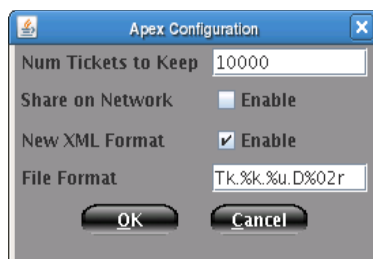 Apex Configuration
Num Tickets to Keep 10000
Share on Network Enable
New XML Format Enable
File Format Tk.%k.%u.D%02r
OK Cancel